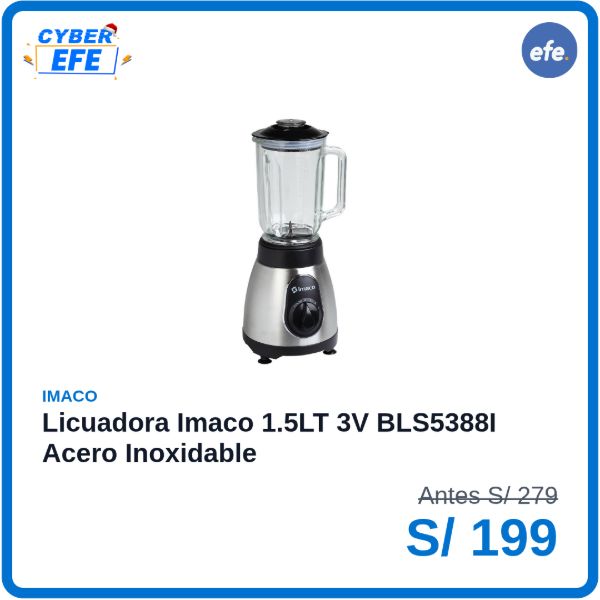 CYBER
EFE
efe.
Imaco
IMACO
Licuadora Imaco 1.5LT 3V BLS5388I
Acero Inoxidable
Antes S/ 279
S/ 199